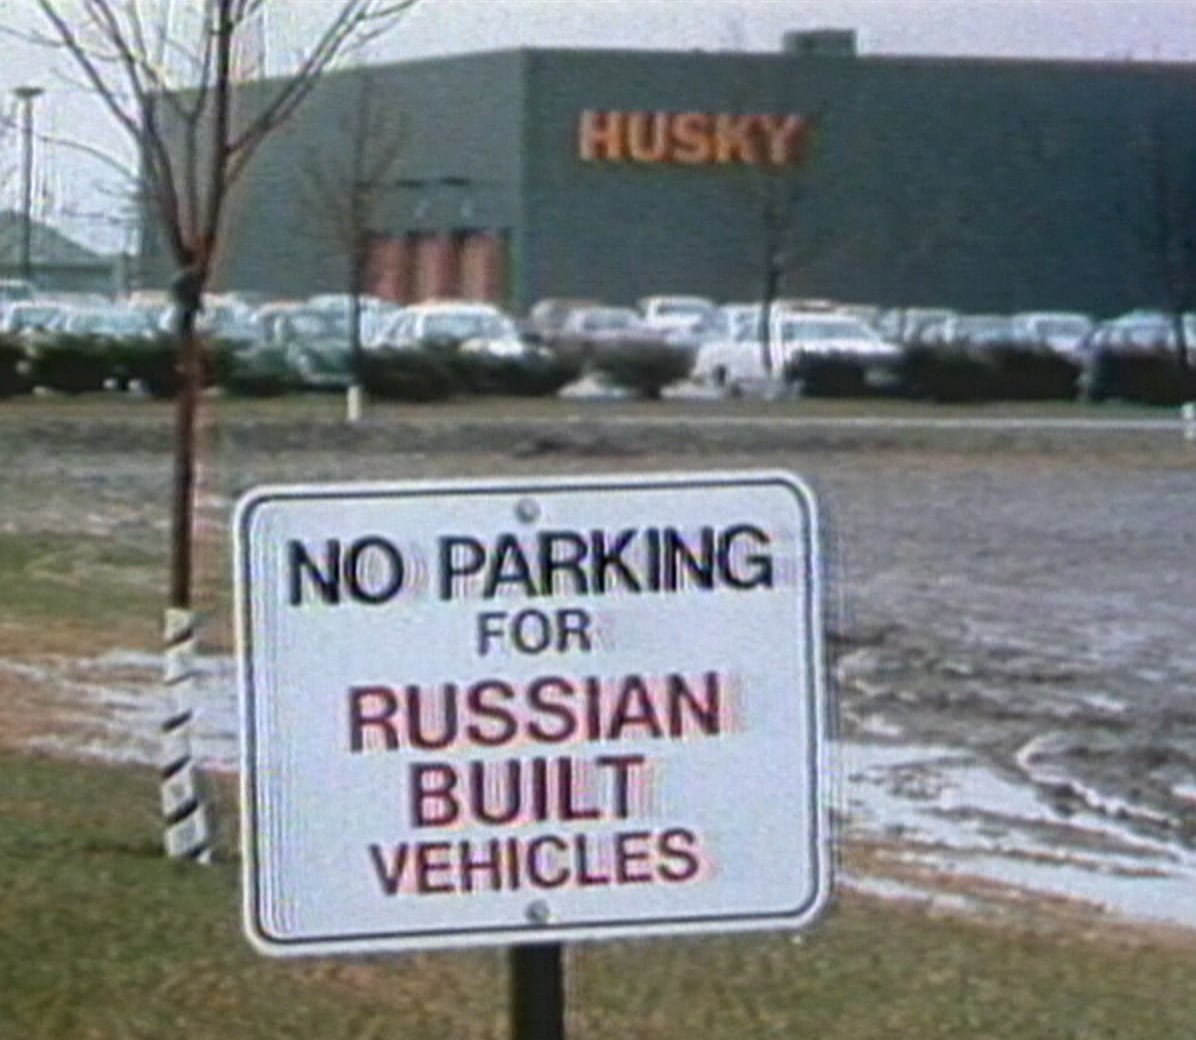 HUSKY
NO PARKING
FOR
RUSSIAN
BUILT
VEHICLES